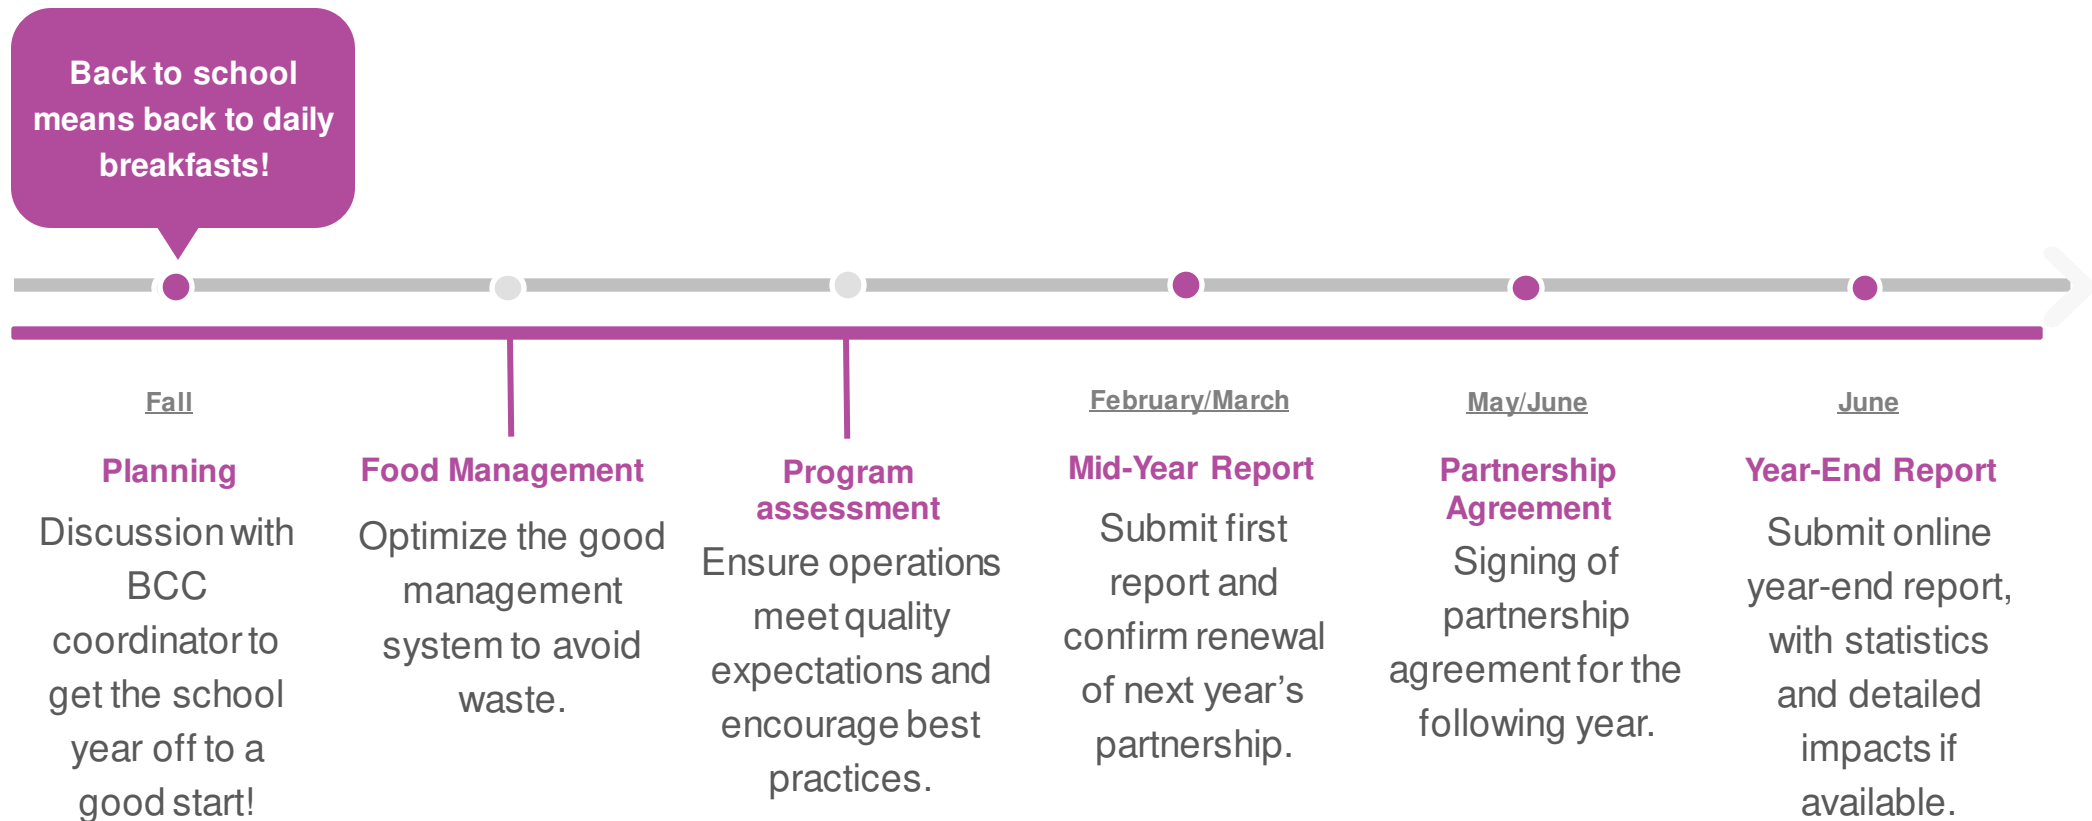 Back to school
means back to daily
breakfasts!
Fall
Planning
Discussion with
BCC
coordinator to
get the school
year off to a
good start!
Food Management
Optimize the good
management
system to avoid
waste.
Program
assessment
Ensure operations
meet quality
expectations and
encourage best
practices.
February/March
Mid-Year Report
Submit first
report and
confirm renewal
of next year’s
partnership.
May/June
Partnership
Agreement
Signing of
partnership
agreement for the
following year.
June
Year-End Report
Submit online
year-end report,
with statistics
and detailed
impacts if
available.